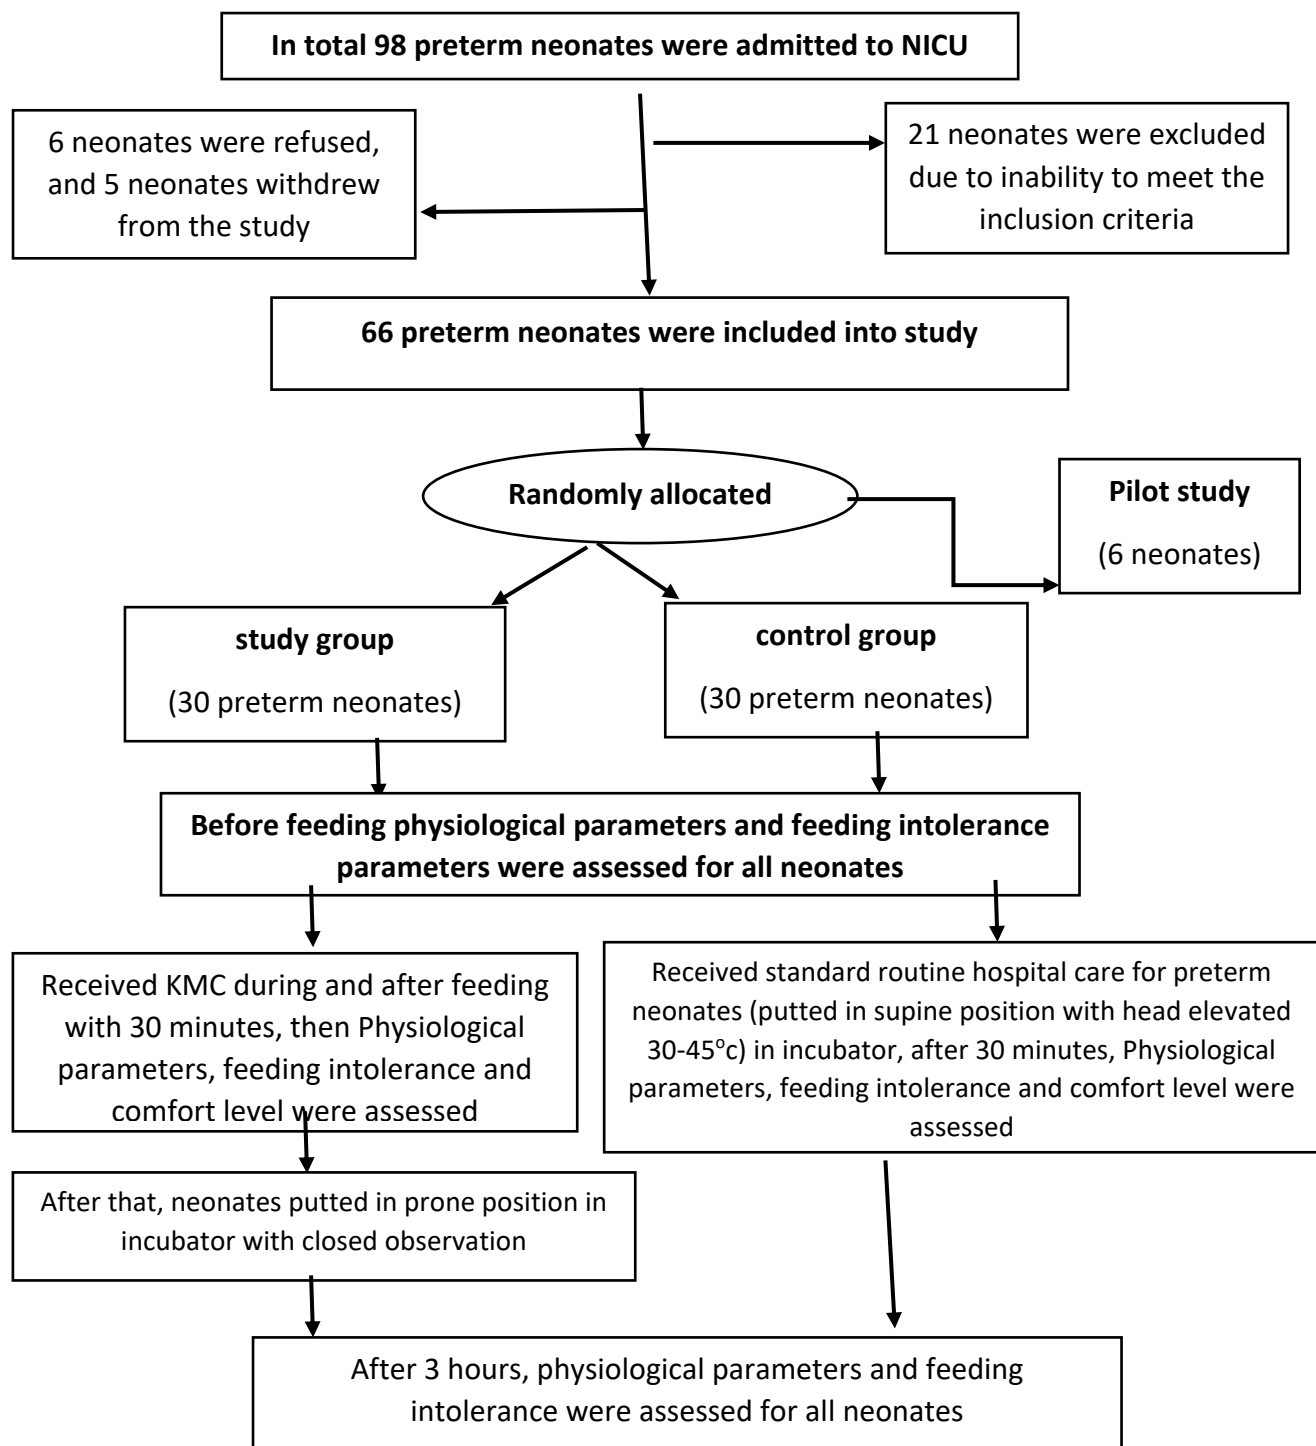 In total 98 preterm neonates were admitted to NICU
6 neonates were refused,
and 5 neonates withdrew
from the study
21 neonates were excluded
due to inability to meet the
inclusion criteria
66 preterm neonates were included into study
Randomly allocated
Pilot study
(6 neonates)
study group
(30 preterm neonates)
control group
(30 preterm neonates)
Before feeding physiological parameters and feeding intolerance
parameters were assessed for all neonates
Received KMC during and after feeding
with 30 minutes, then Physiological
parameters, feeding intolerance and
comfort level were assessed
Received standard routine hospital care for preterm
neonates (putted in supine position with head elevated
30-45°c) in incubator, after 30 minutes, Physiological
parameters, feeding intolerance and comfort level were
assessed
After that, neonates putted in prone position in
incubator with closed observation
After 3 hours, physiological parameters and feeding
intolerance were assessed for all neonates